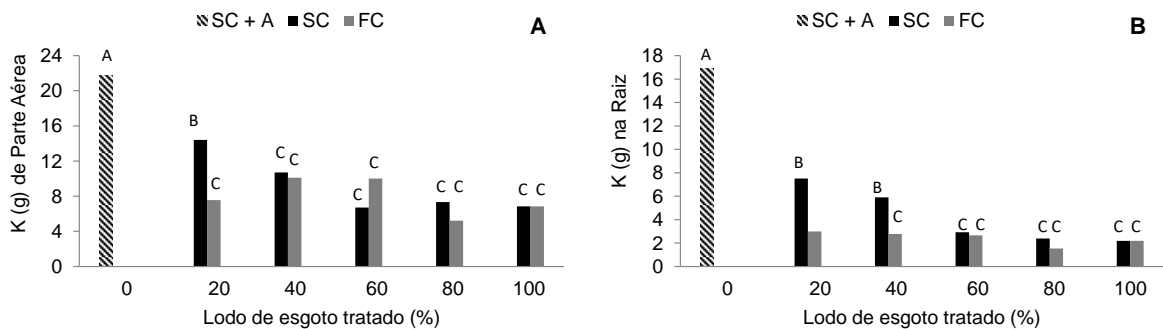 SC + A SC FC
A
K (g) de Parte Aérea
24
20
16
12
8
4
0
A
B
C
C C
C
C
C C
C C
0 20 40 60 80 100
Lodo de esgoto tratado (%)
SC + A SC FC
B
K (g) na Raiz
18
16
14
12
10
8
6
4
2
0
A
B
B
C
C C
C C
C C
0 20 40 60 80 100
Lodo de esgoto tratado (%)